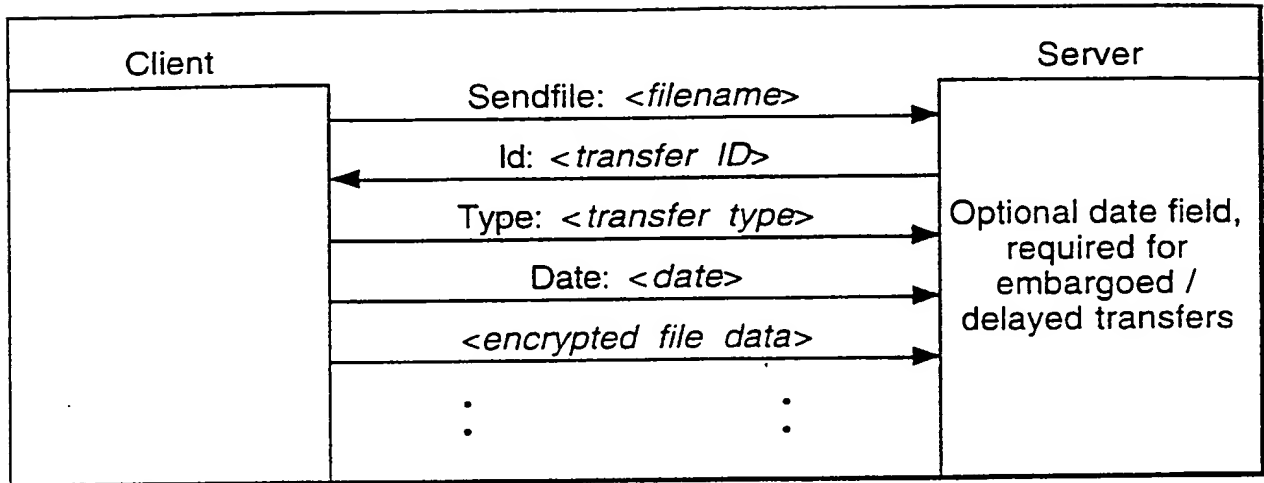 Client
Server
Sendfile: <filename>
Id: <transfer ID>
Type: <transfer type>
Date: <date>
<encrypted file data>
Optional date field,
required for
embargoed /
delayed transfers